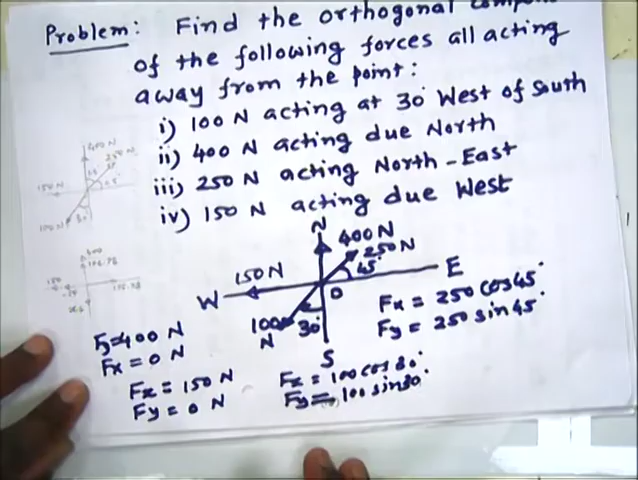 Problem: Find the orthogonal
of the following forces all acting
away from the point:
i) 100 N acting at 30° West of South
ii) 400 N acting due North
iii) 250 N acting North-East
iv) 150 N acting due West
N
400 N
250 N
45°
150 N
E
W
O
100 N
30°
S
Fx = 250 cos 45°
Fy = 250 sin 45°
Fy = 400 N
Fx = 0 N
Fx = 150 N
Fy = 0 N
Fx = 100 cos 30°
Fy = 100 sin 30°